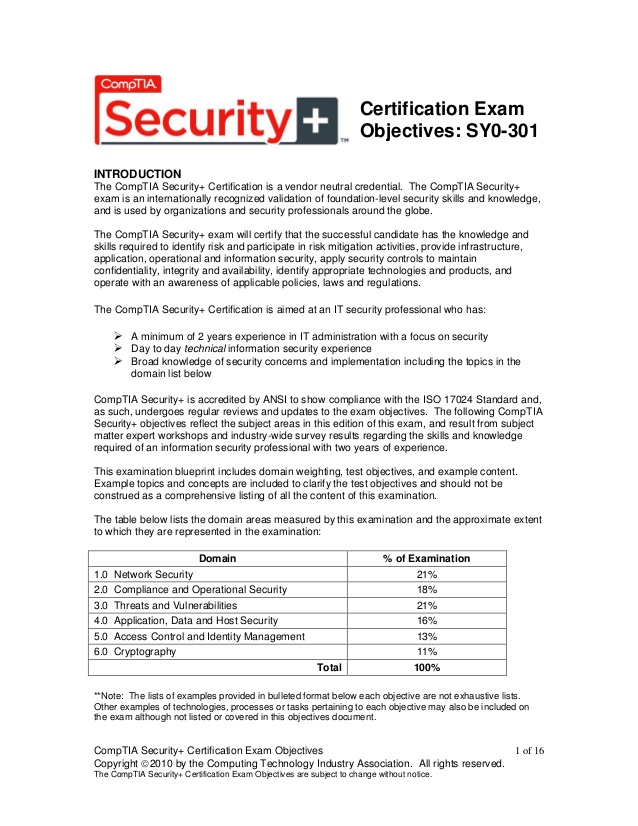 CompTIA
Security+ ™
Certification Exam
Objectives: SY0-301
INTRODUCTION
The CompTIA Security+ Certification is a vendor neutral credential. The CompTIA Security+
exam is an internationally recognized validation of foundation-level security skills and knowledge,
and is used by organizations and security professionals around the globe.
The CompTIA Security+ exam will certify that the successful candidate has the knowledge and
skills required to identify risk and participate in risk mitigation activities, provide infrastructure,
application, operational and information security, apply security controls to maintain
confidentiality, integrity and availability, identify appropriate technologies and products, and
operate with an awareness of applicable policies, laws and regulations.
The CompTIA Security+ Certification is aimed at an IT security professional who has:
➢ A minimum of 2 years experience in IT administration with a focus on security
➢ Day to day technical information security experience
➢ Broad knowledge of security concerns and implementation including the topics in the
domain list below
CompTIA Security+ is accredited by ANSI to show compliance with the ISO 17024 Standard and,
as such, undergoes regular reviews and updates to the exam objectives. The following CompTIA
Security+ objectives reflect the subject areas in this edition of this exam, and result from subject
matter expert workshops and industry-wide survey results regarding the skills and knowledge
required of an information security professional with two years of experience.
This examination blueprint includes domain weighting, test objectives, and example content.
Example topics and concepts are included to clarify the test objectives and should not be
construed as a comprehensive listing of all the content of this examination.
The table below lists the domain areas measured by this examination and the approximate extent
to which they are represented in the examination:
Domain % of Examination
1.0 Network Security 21%
2.0 Compliance and Operational Security 18%
3.0 Threats and Vulnerabilities 21%
4.0 Application, Data and Host Security 16%
5.0 Access Control and Identity Management 13%
6.0 Cryptography 11%
Total 100%
**Note: The lists of examples provided in bulleted format below each objective are not exhaustive lists.
Other examples of technologies, processes or tasks pertaining to each objective may also be included on
the exam although not listed or covered in this objectives document.
CompTIA Security+ Certification Exam Objectives 1 of 16
Copyright ©2010 by the Computing Technology Industry Association. All rights reserved.
The CompTIA Security+ Certification Exam Objectives are subject to change without notice.